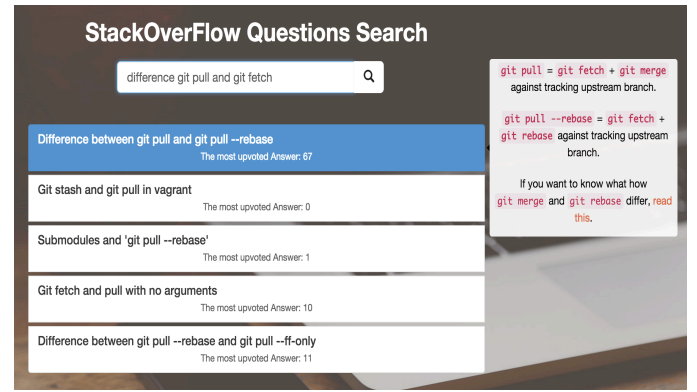 StackOverFlow Questions Search
difference git pull and git fetch
Difference between git pull and git pull --rebase
The most upvoted Answer: 67
Git stash and git pull in vagrant
The most upvoted Answer: 0
Submodules and 'git pull --rebase'
The most upvoted Answer: 1
Git fetch and pull with no arguments
The most upvoted Answer: 10
Difference between git pull --rebase and git pull --ff-only
The most upvoted Answer: 11
git pull = git fetch + git merge
against tracking upstream branch.
git pull --rebase = git fetch +
git rebase against tracking upstream
branch.
If you want to know what how
git merge and git rebase differ, read
this.